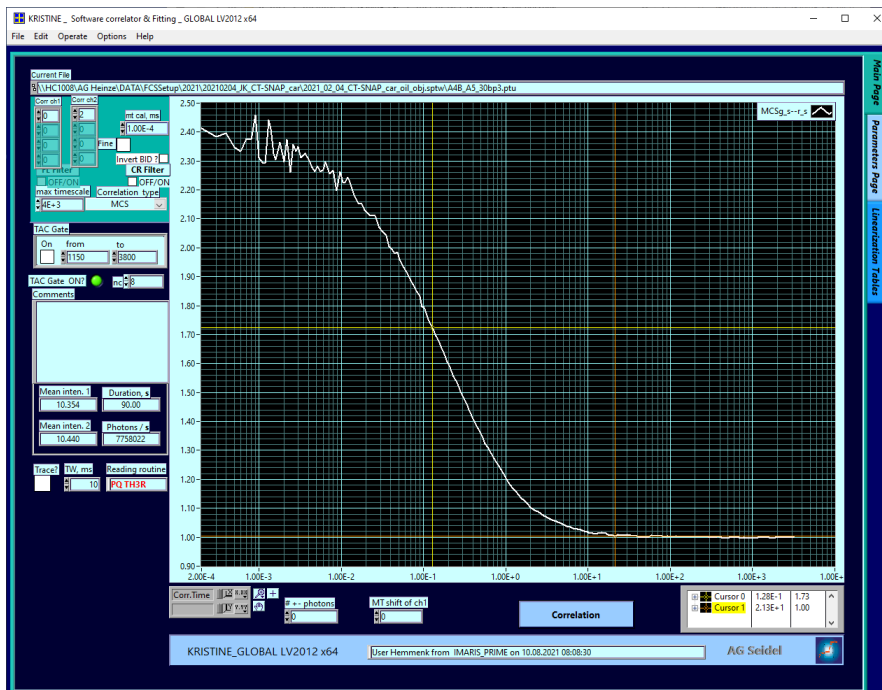 KRISTINE _ Software correlator & Fitting _ GLOBAL LV2012 x64
File Edit Operate Options Help
Current File
\\HC1008\AG Heinze\DATA\FCSSetup\2021\20210204_JK_CT-SNAP_car\2021_02_04_CT-SNAP_car_oil_obj.sptw\A4B_A5_30bp3.ptu
Corr ch1 Corr ch2
0 2
0 0
0 0
0 0
mt cal, ms
1.00E-4
Fine
Invert BID ?
FL Filter CR Filter
OFF/ON OFF/ON
max timescale Correlation type
4E+3 MCS
TAC Gate
On from to
1150 3800
TAC Gate ON? nc 8
Comments
Mean inten. 1 Duration, s
10.354 90.00
Mean inten. 2 Photons / s
10.440 7758022
Trace? TW, ms Reading routine
10 PQ TH3R
MCSg_s--r_s
2.50
2.40
2.30
2.20
2.10
2.00
1.90
1.80
1.70
1.60
1.50
1.40
1.30
1.20
1.10
1.00
0.90
2.00E-4 1.00E-3 1.00E-2 1.00E-1 1.00E+0 1.00E+1 1.00E+2 1.00E+3 1.00E+
Main Page
Parameters Page
Linearization Tables
Corr.Time
# +- photons
0
MT shift of ch1
0
Correlation
Cursor 0 1.28E-1 1.73
Cursor 1 2.13E+1 1.00
KRISTINE_GLOBAL LV2012 x64 User Hemmenk from IMARIS_PRIME on 10.08.2021 08:08:30 AG Seidel